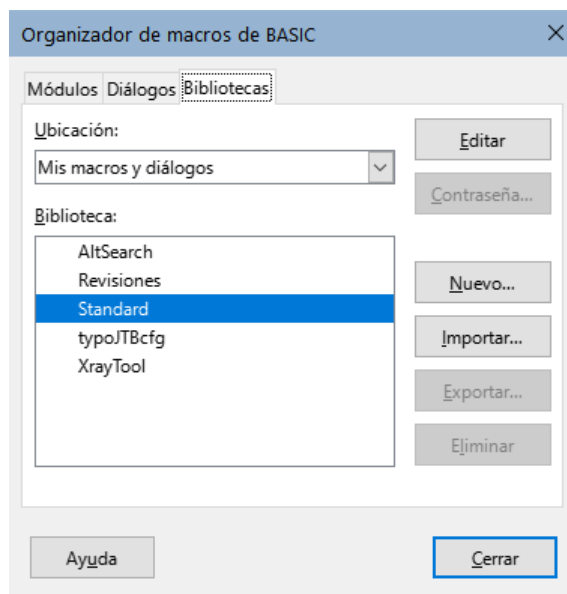 Organizador de macros de BASIC
Módulos Diálogos Bibliotecas
Ubicación:
Mis macros y diálogos
Editar
Contraseña...
Biblioteca:
AltSearch
Revisiones
Standard
typoJTBcfg
XrayTool
Nuevo...
Importar...
Exportar...
Eliminar
Ayuda
Cerrar